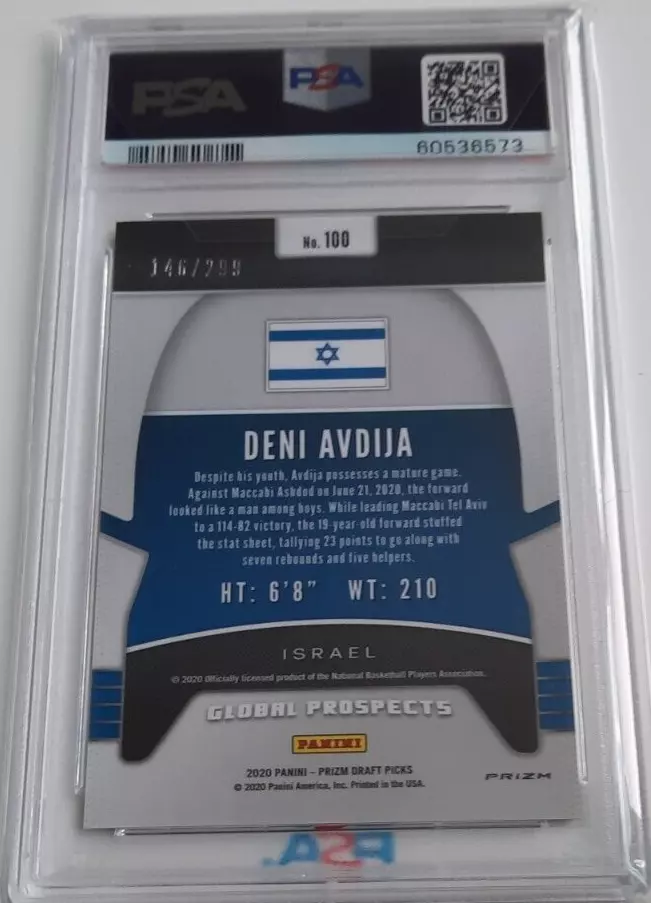 PSA
PSA
60536573
No. 100
146/299
DENI AVDIJA
Despite his youth, Avdija possesses a mature game.
Against Maccabi Ashdod on June 21, 2020, the forward
looked like a man among boys. While leading Maccabi Tel Aviv
to a 114-82 victory, the 19-year-old forward stuffed
the stat sheet, tallying 23 points to go along with
seven rebounds and five helpers.
HT: 6'8" WT: 210
ISRAEL
© 2020 Officially licensed product of the National Basketball Players Association.
GLOBAL PROSPECTS
PANINI
2020 PANINI – PRIZM DRAFT PICKS
© 2020 Panini America, Inc. Printed in the USA.
PRIZM
PSA